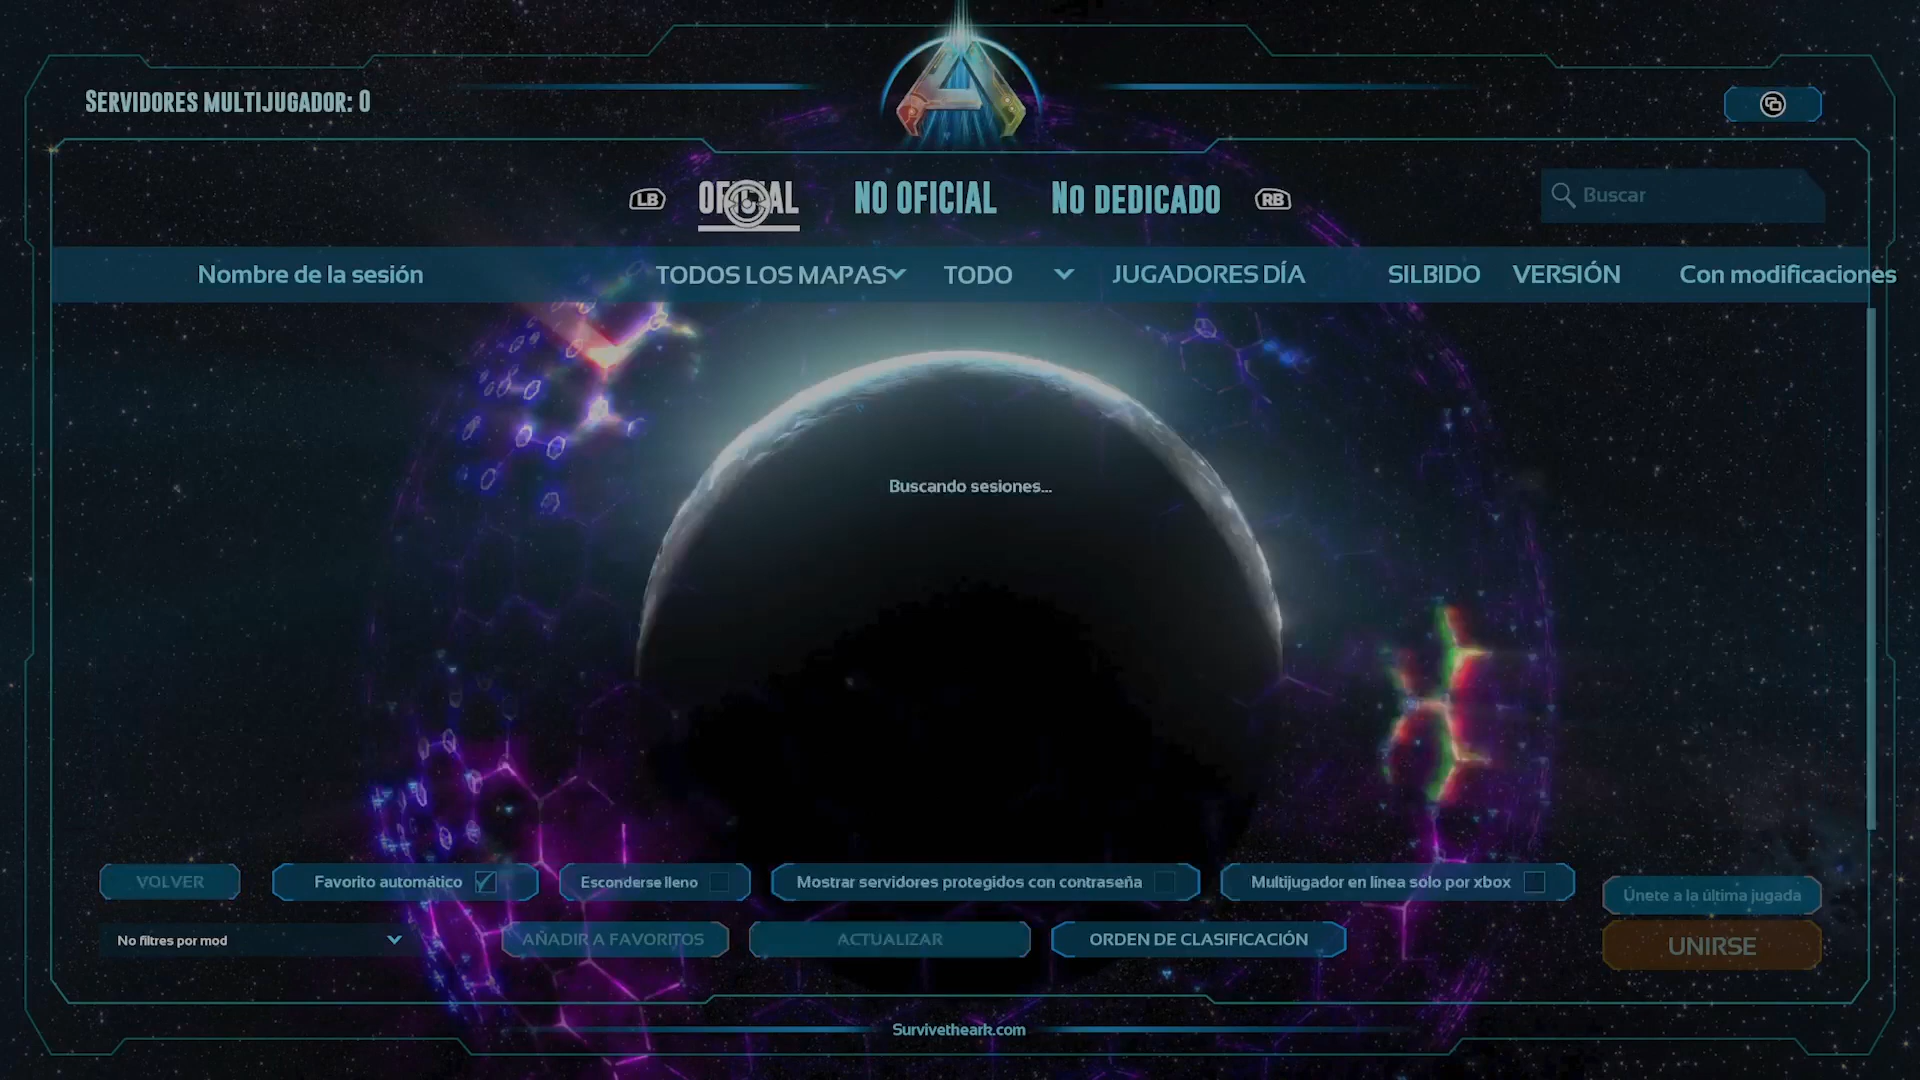 SERVIDORES MULTIJUGADOR: 0
LB OFICIAL NO OFICIAL NO DEDICADO RB
Buscar
Nombre de la sesión TODOS LOS MAPAS TODO JUGADORES DÍA SILBIDO VERSIÓN Con modificaciones
Buscando sesiones...
VOLVER Favorito automático Esconderse lleno Mostrar servidores protegidos con contraseña Multijugador en línea solo por xbox
Únete a la última jugada
No filtres por mod AÑADIR A FAVORITOS ACTUALIZAR ORDEN DE CLASIFICACIÓN
UNIRSE
Survivetheark.com